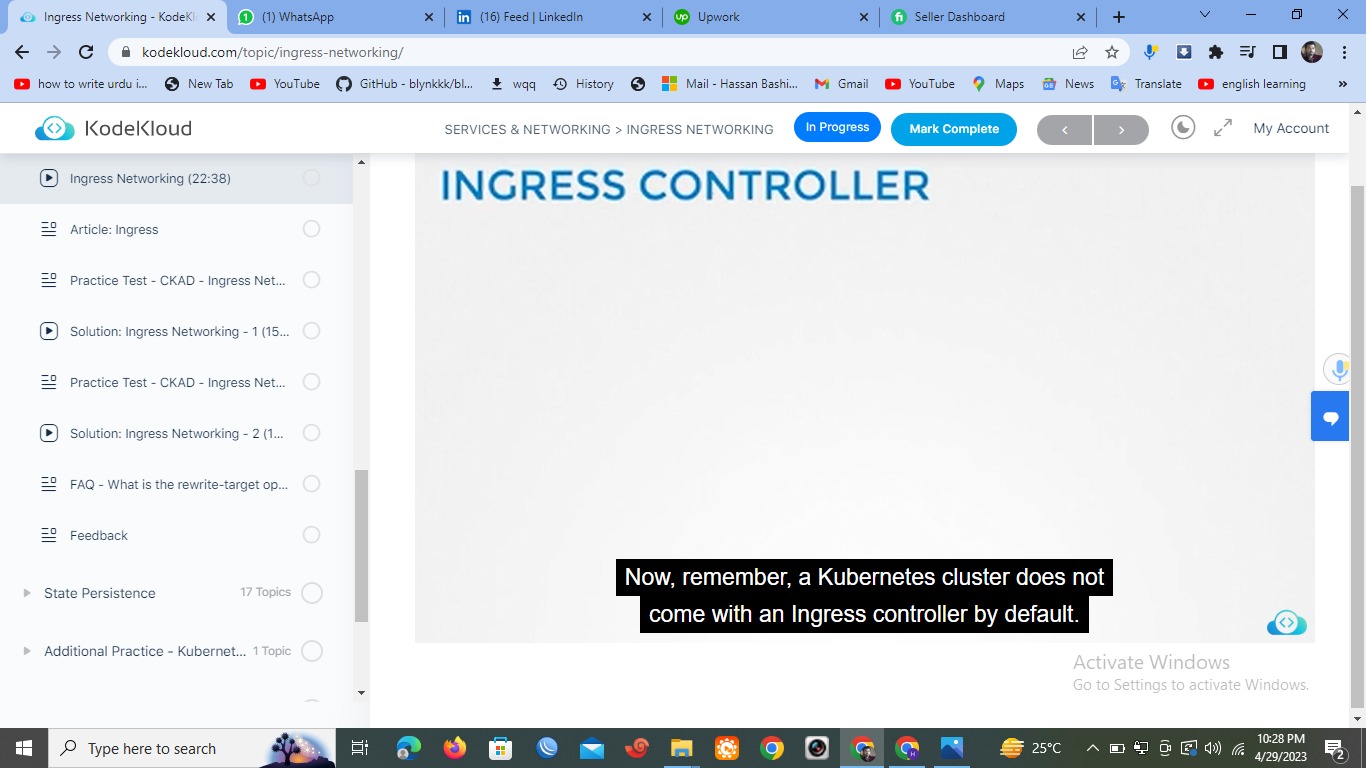 Ingress Networking - KodeKl
(1) WhatsApp
(16) Feed | LinkedIn
Upwork
Seller Dashboard
kodekloud.com/topic/ingress-networking/
how to write urdu i...
New Tab
YouTube
GitHub - blynkkk/bl...
wqq
History
Mail - Hassan Bashi...
Gmail
YouTube
Maps
News
Translate
english learning
»
KodeKloud
SERVICES & NETWORKING > INGRESS NETWORKING
In Progress
Mark Complete
My Account
Ingress Networking (22:38)
Article: Ingress
Practice Test - CKAD - Ingress Net...
Solution: Ingress Networking - 1 (15...
Practice Test - CKAD - Ingress Net...
Solution: Ingress Networking - 2 (1...
FAQ - What is the rewrite-target op...
Feedback
State Persistence 17 Topics
Additional Practice - Kubernet... 1 Topic
INGRESS CONTROLLER
Now, remember, a Kubernetes cluster does not
come with an Ingress controller by default.
Activate Windows
Go to Settings to activate Windows.
Type here to search
25°C
10:28 PM
4/29/2023
2